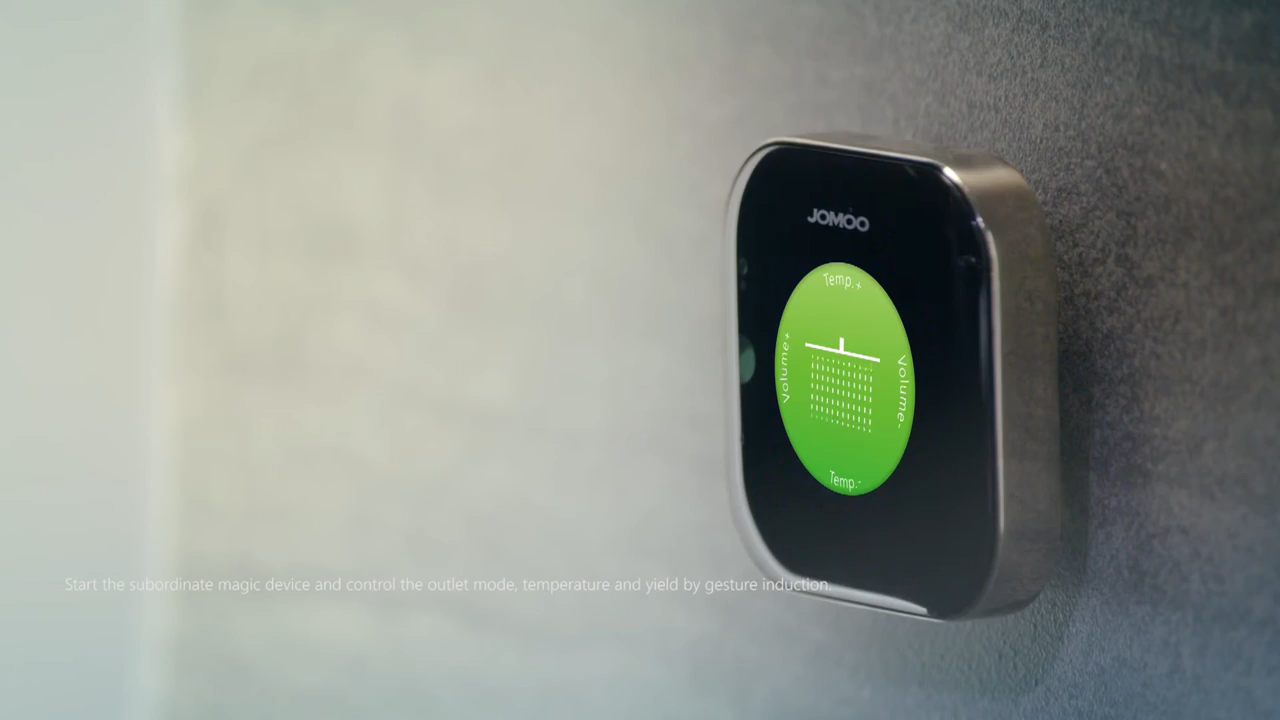 JOMOO
Temp.+
Volume+
Volume-
Temp.-
Start the subordinate magic device and control the outlet mode, temperature and yield by gesture induction.